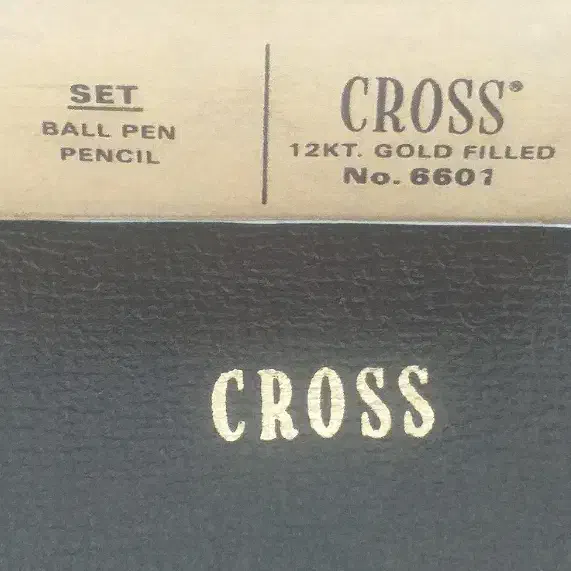 SET
BALL PEN
PENCIL
CROSS®
12KT. GOLD FILLED
No. 6601
CROSS